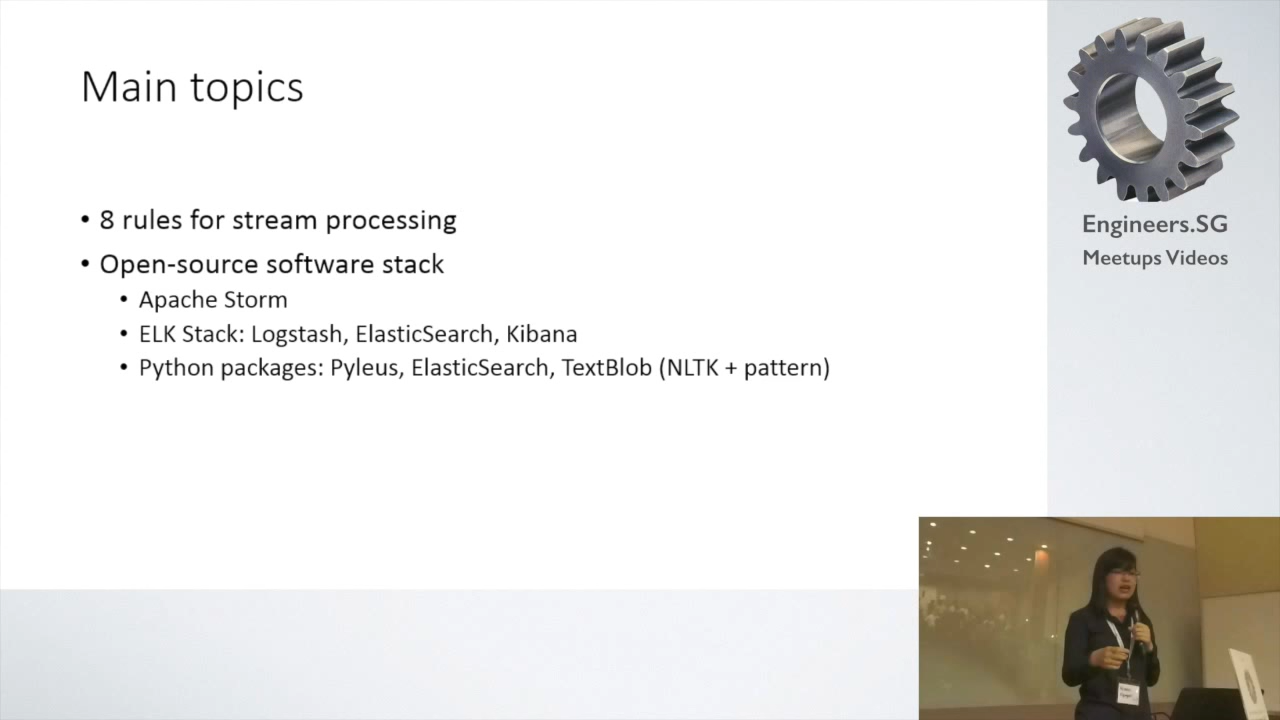 Main topics
• 8 rules for stream processing
• Open-source software stack
• Apache Storm
• ELK Stack: Logstash, ElasticSearch, Kibana
• Python packages: Pyleus, ElasticSearch, TextBlob (NLTK + pattern)
Engineers.SG
Meetups Videos